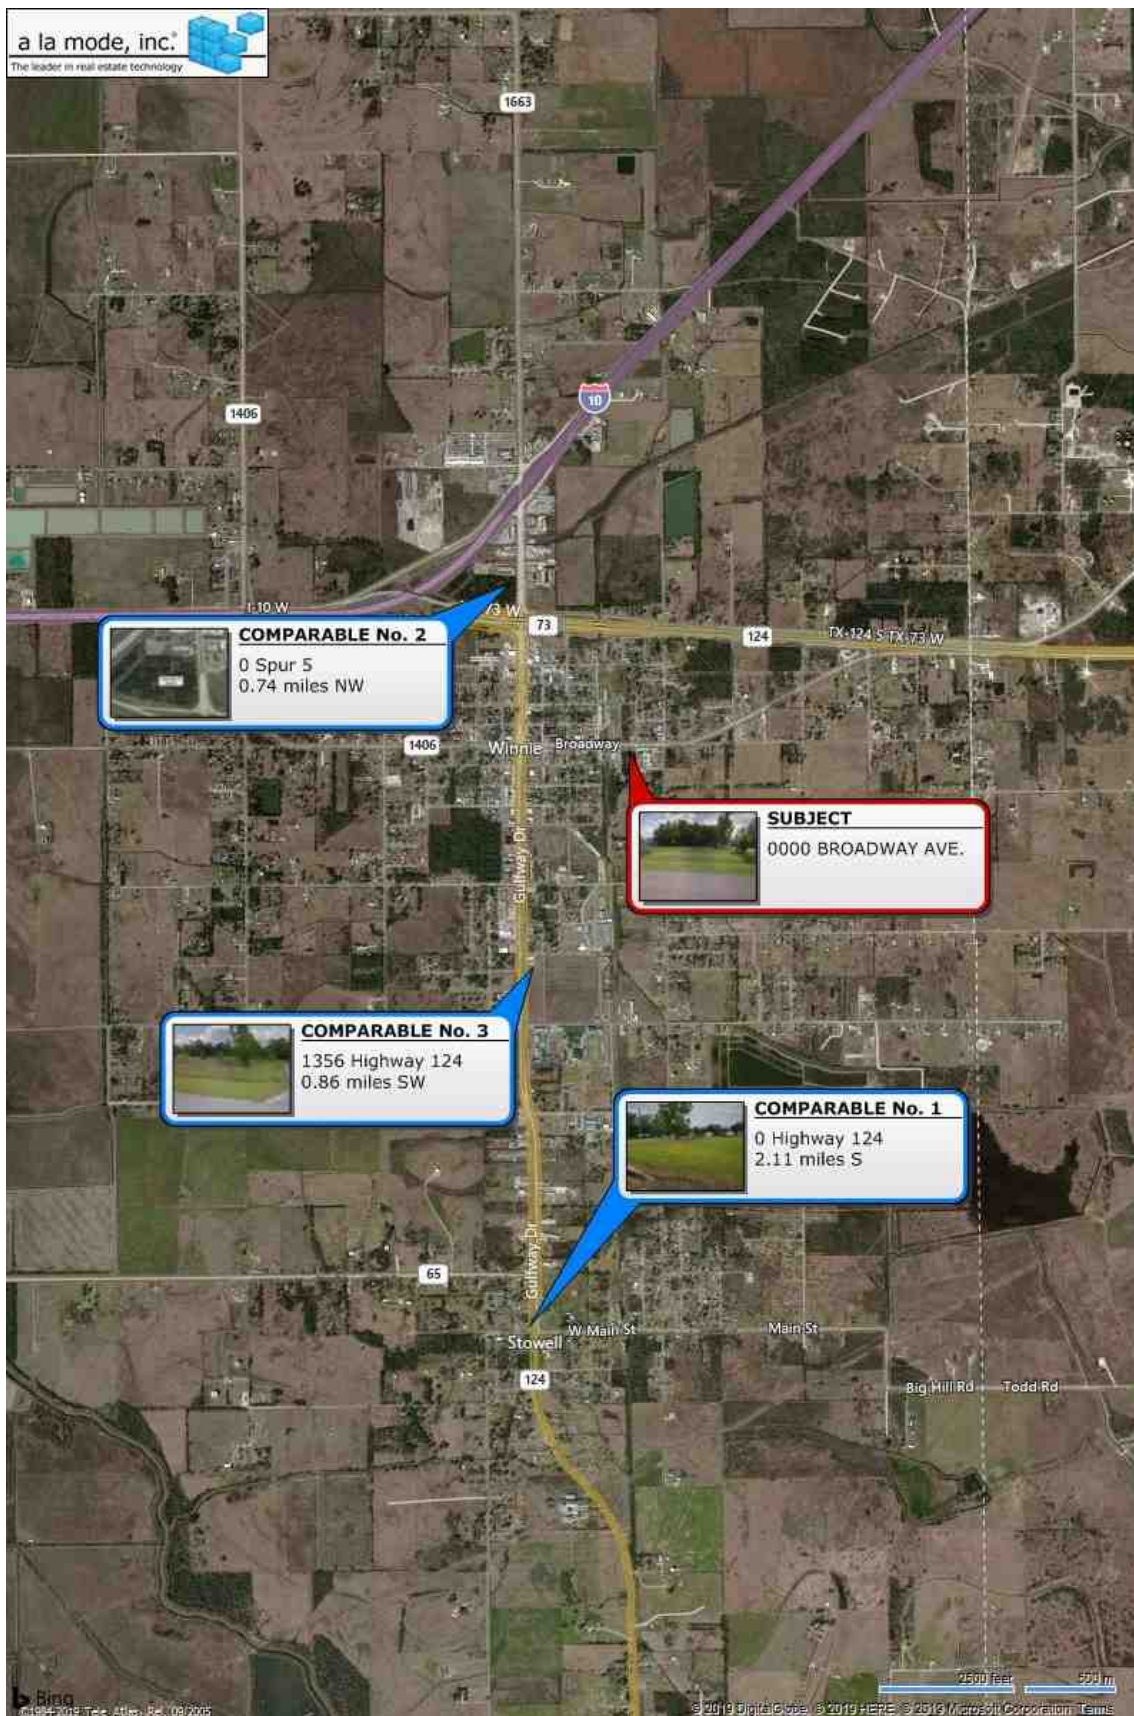 a la mode, inc.®
The leader in real estate technology
1663
10
1406
I-10 W
73 W
73
124
TX-124 S TX-73 W
COMPARABLE No. 2
0 Spur 5
0.74 miles NW
1406
Winnie
Broadway
SUBJECT
0000 BROADWAY AVE.
Gulfway Dr
COMPARABLE No. 3
1356 Highway 124
0.86 miles SW
COMPARABLE No. 1
0 Highway 124
2.11 miles S
Gulfway Dr
65
W Main St
Main St
Stowell
124
Big Hill Rd
Todd Rd
2500 feet
500 m
Bing
© 2019 DigitalGlobe © 2019 HERE © 2019 Microsoft Corporation Terms